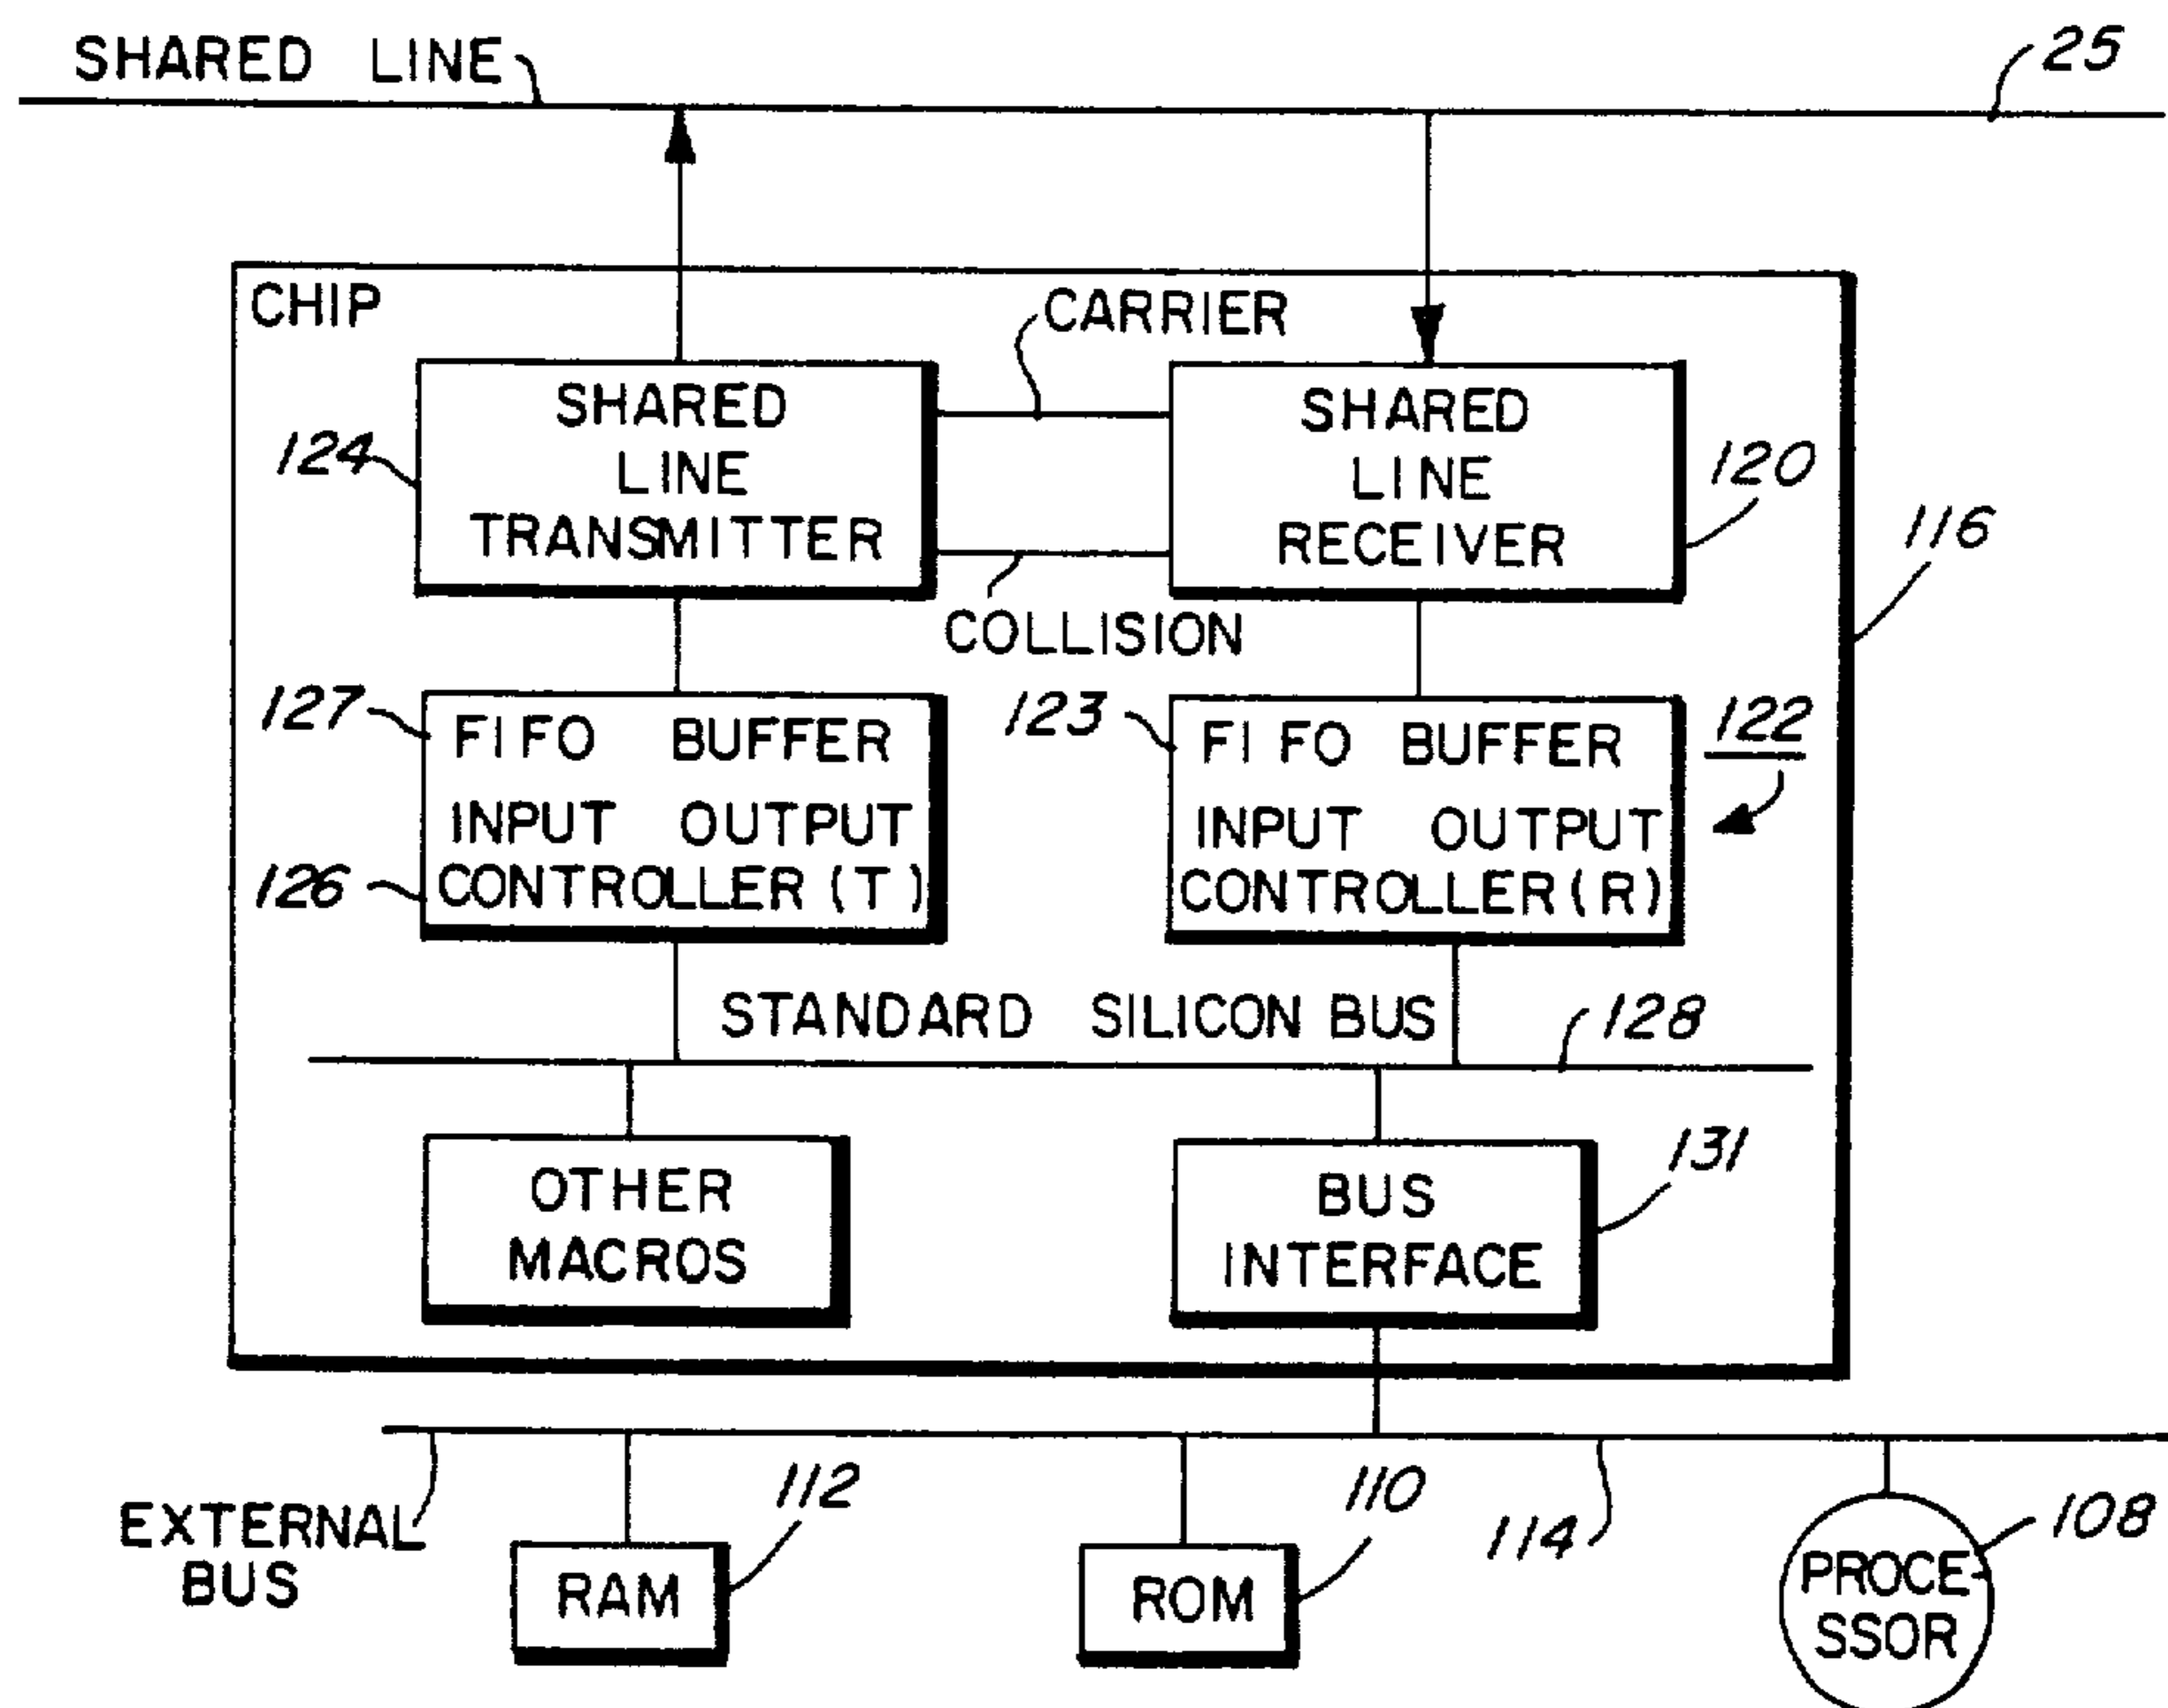 SHARED LINE
25
CHIP
CARRIER
SHARED
LINE
TRANSMITTER
124
SHARED
LINE
RECEIVER
120
116
COLLISION
127
FIFO BUFFER
INPUT OUTPUT
CONTROLLER (T)
126
123
FIFO BUFFER
INPUT OUTPUT
CONTROLLER (R)
122
STANDARD SILICON BUS
128
OTHER
MACROS
BUS
INTERFACE
131
EXTERNAL
BUS
RAM
112
ROM
110
114
PROCE-
SSOR
108